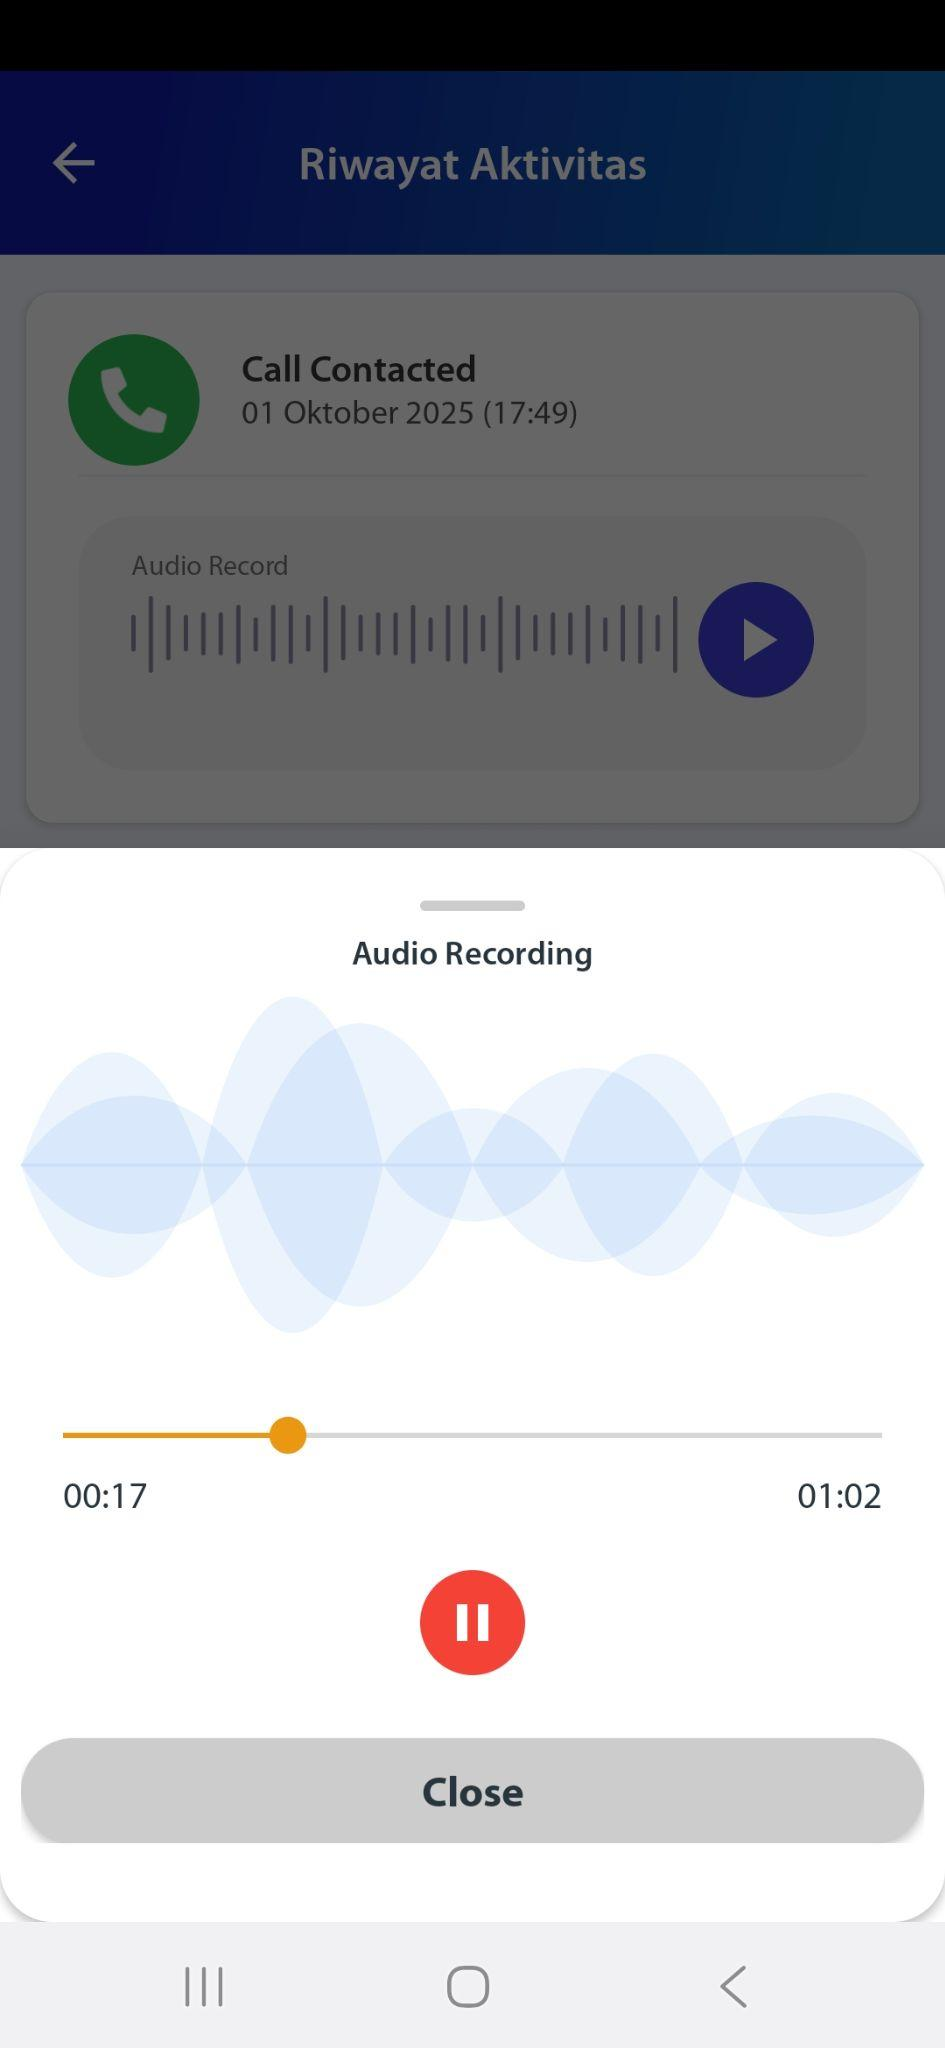 Riwayat Aktivitas
Call Contacted
01 Oktober 2025 (17:49)
Audio Record
Audio Recording
00:17
01:02
Close